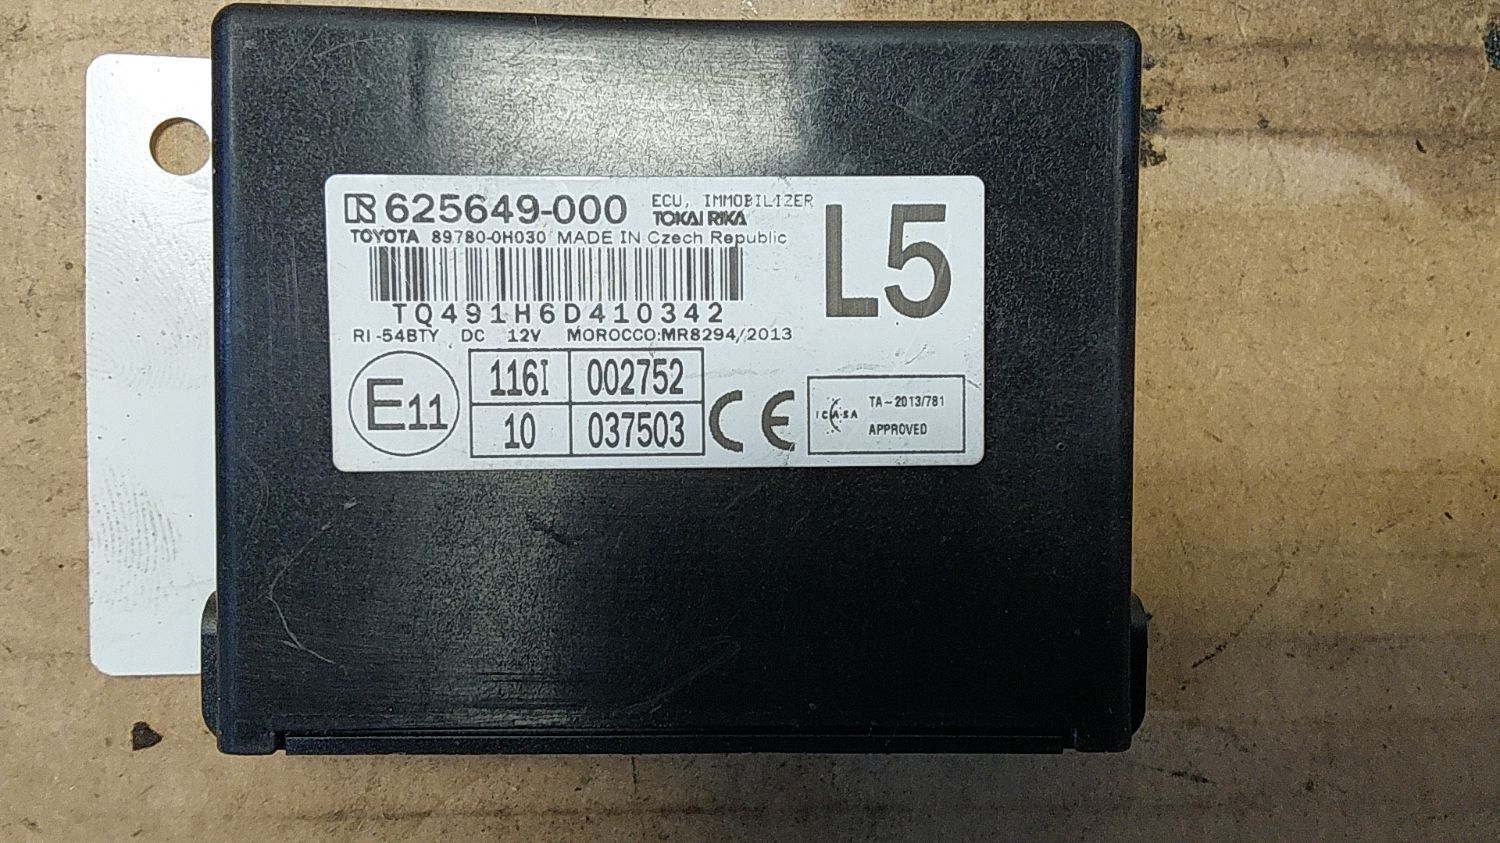 R 625649-000 ECU, IMMOBILIZER
TOKAI RIKA
L5
TOYOTA 89780-0H030 MADE IN Czech Republic
TQ491H6D410342
RI-54BTY DC 12V MOROCCO:MR8294/2013
E11
116I 002752
10 037503
CE
ICASA
TA-2013/781
APPROVED